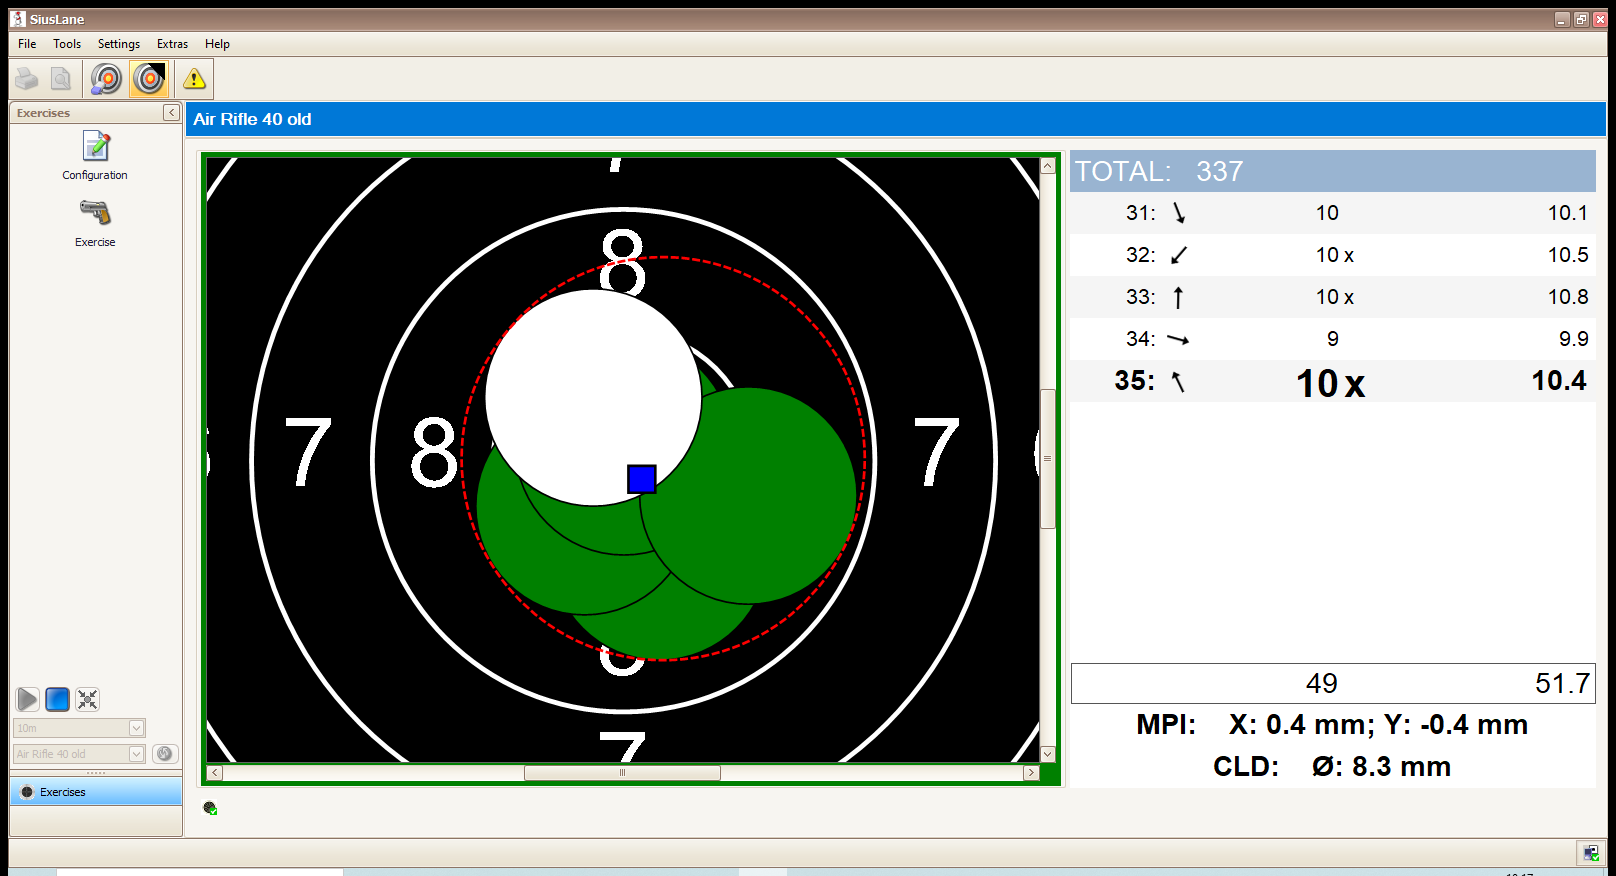 SiusLane
File Tools Settings Extras Help
Exercises
Configuration
Exercise
10m
Air Rifle 40 old
Exercises
Air Rifle 40 old
8
7 8 7
7
TOTAL: 337
31: 10 10.1
32: 10 x 10.5
33: 10 x 10.8
34: 9 9.9
35: 10 x 10.4
49 51.7
MPI: X: 0.4 mm; Y: -0.4 mm
CLD: Ø: 8.3 mm